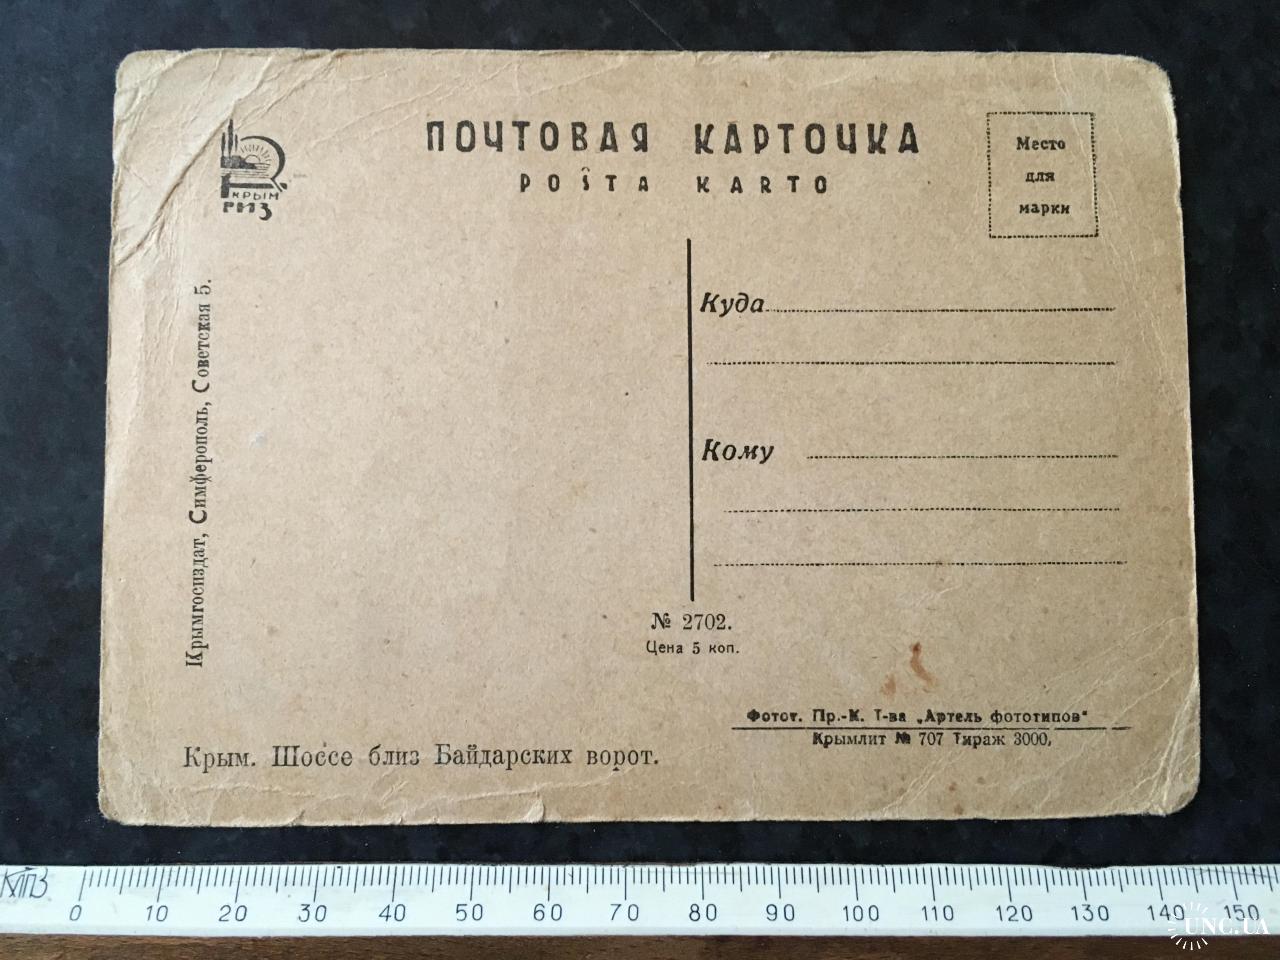 ПОЧТОВАЯ КАРТОЧКА
POŜTA KARTO
Место
для
марки
КРЫМ
ГИЗ
Крымгосиздат, Симферополь, Советская 5.
Куда
Кому
№ 2702.
Цена 5 коп.
Фотот. Пр.-К. Т-ва „Артель фототипов"
Крымлит № 707 Тираж 3000,
Крым. Шоссе близ Байдарских ворот.
0 10 20 30 40 50 60 70 80 90 100 110 120 130 140 150
UNC.UA